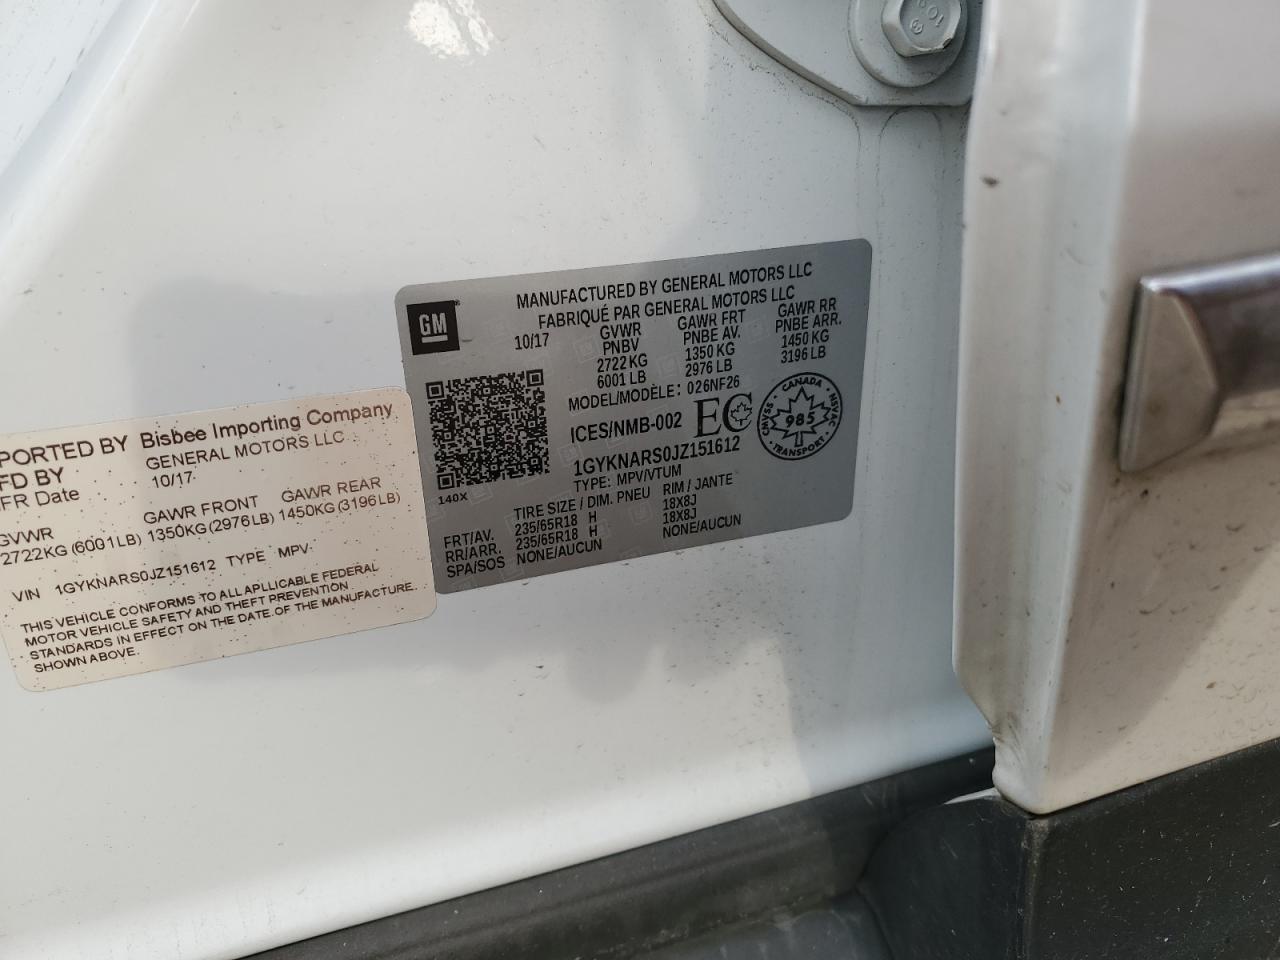 PORTED BY Bisbee Importing Company
FD BY GENERAL MOTORS LLC
FR Date 10/17
GVWR GAWR FRONT GAWR REAR
2722KG (6001LB) 1350KG (2976LB) 1450KG (3196LB)
VIN 1GYKNARS0JZ151612 TYPE MPV
THIS VEHICLE CONFORMS TO ALL APLLICABLE FEDERAL
MOTOR VEHICLE SAFETY AND THEFT PREVENTION
STANDARDS IN EFFECT ON THE DATE OF THE MANUFACTURE.
SHOWN ABOVE.
GM
MANUFACTURED BY GENERAL MOTORS LLC
FABRIQUÉ PAR GENERAL MOTORS LLC
10/17 GVWR GAWR FRT GAWR RR
PNBV PNBE AV. PNBE ARR.
2722 KG 1350 KG 1450 KG
6001 LB 2976 LB 3196 LB
MODEL/MODÈLE: 026NF26
ICES/NMB-002 EC
CANADA NSVAC TRANSPORT CMVSS
985
1GYKNARS0JZ151612
140X TYPE: MPV/VTUM
TIRE SIZE / DIM. PNEU RIM / JANTE
FRT/AV. 235/65R18 H 18X8J
RR/ARR. 235/65R18 H 18X8J
SPA/SOS NONE/AUCUN NONE/AUCUN